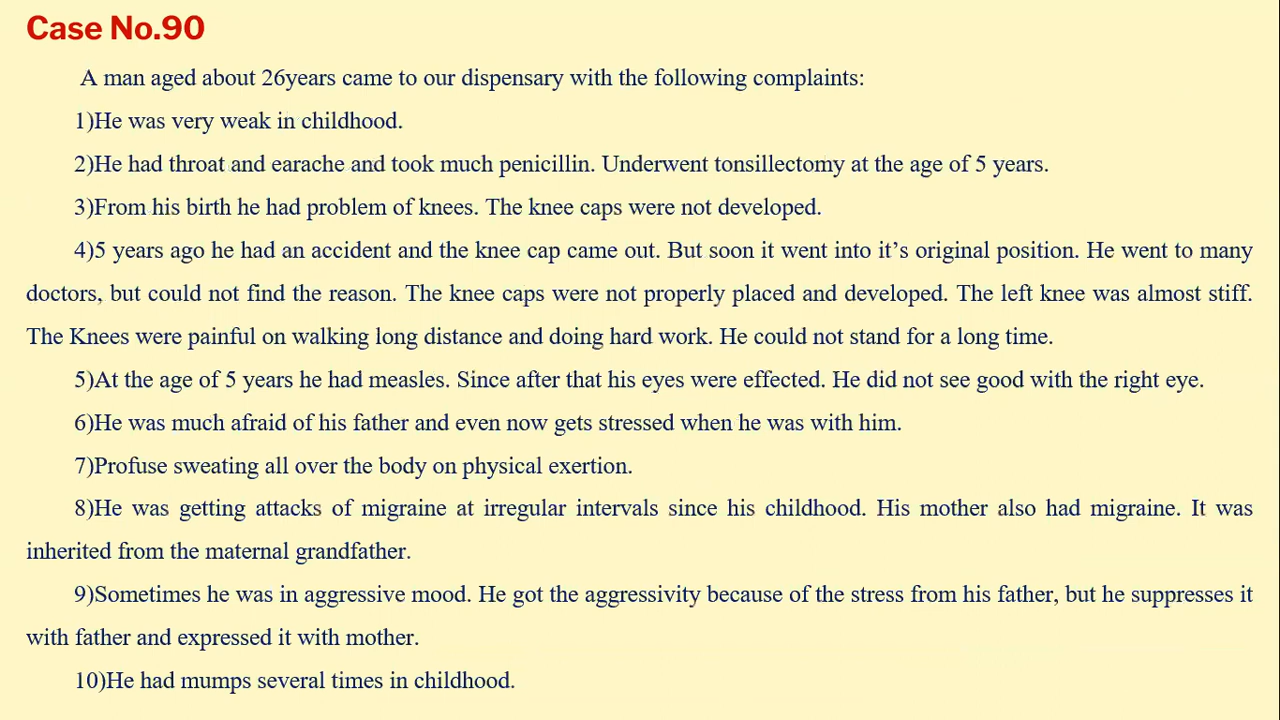 Case No.90
A man aged about 26years came to our dispensary with the following complaints:
1)He was very weak in childhood.
2)He had throat and earache and took much penicillin. Underwent tonsillectomy at the age of 5 years.
3)From his birth he had problem of knees. The knee caps were not developed.
4)5 years ago he had an accident and the knee cap came out. But soon it went into it’s original position. He went to many
doctors, but could not find the reason. The knee caps were not properly placed and developed. The left knee was almost stiff.
The Knees were painful on walking long distance and doing hard work. He could not stand for a long time.
5)At the age of 5 years he had measles. Since after that his eyes were effected. He did not see good with the right eye.
6)He was much afraid of his father and even now gets stressed when he was with him.
7)Profuse sweating all over the body on physical exertion.
8)He was getting attacks of migraine at irregular intervals since his childhood. His mother also had migraine. It was
inherited from the maternal grandfather.
9)Sometimes he was in aggressive mood. He got the aggressivity because of the stress from his father, but he suppresses it
with father and expressed it with mother.
10)He had mumps several times in childhood.